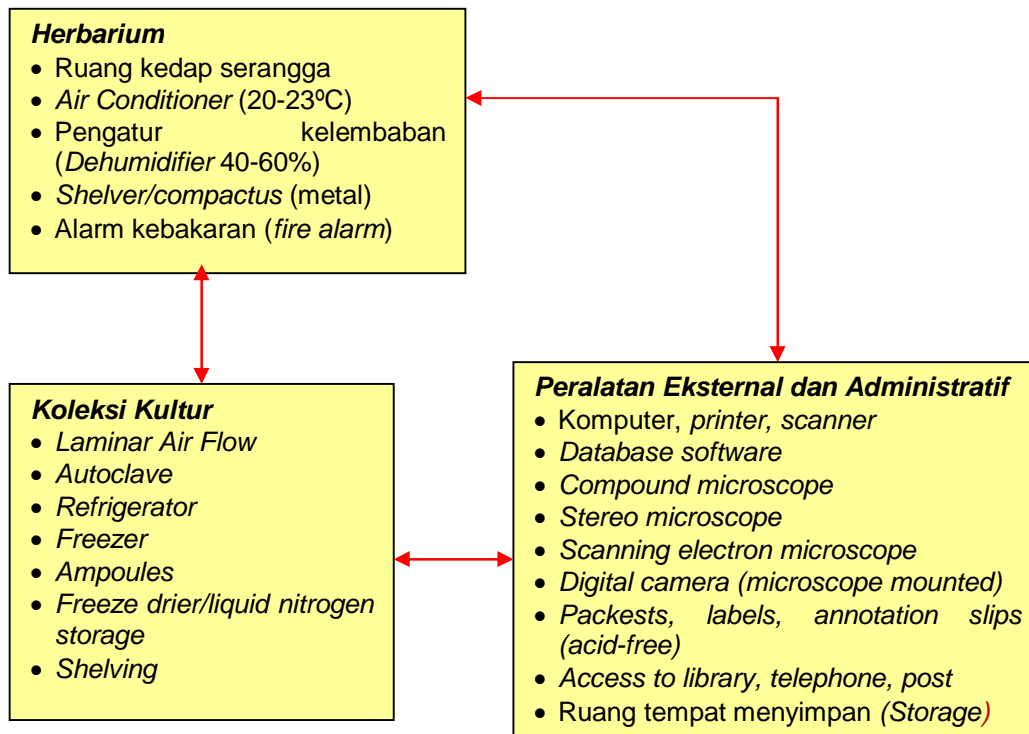 Herbarium
• Ruang kedap serangga
• Air Conditioner (20-23ºC)
• Pengatur kelembaban
(Dehumidifier 40-60%)
• Shelver/compactus (metal)
• Alarm kebakaran (fire alarm)
Koleksi Kultur
• Laminar Air Flow
• Autoclave
• Refrigerator
• Freezer
• Ampoules
• Freeze drier/liquid nitrogen
storage
• Shelving
Peralatan Eksternal dan Administratif
• Komputer, printer, scanner
• Database software
• Compound microscope
• Stereo microscope
• Scanning electron microscope
• Digital camera (microscope mounted)
• Packests, labels, annotation slips
(acid-free)
• Access to library, telephone, post
• Ruang tempat menyimpan (Storage)